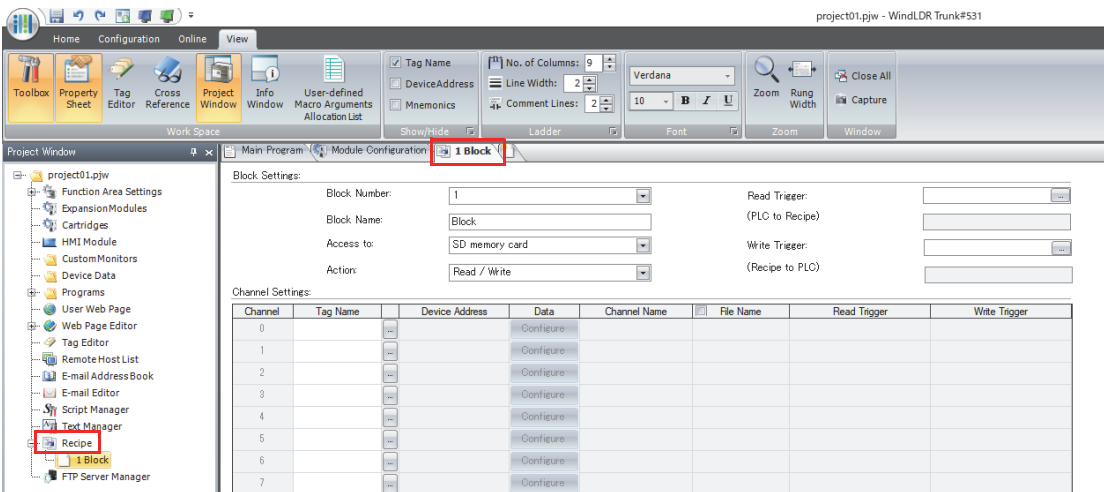 project01.pjw - WindLDR Trunk#531
Home Configuration Online View
Toolbox
Property Sheet
Tag Editor
Cross Reference
Project Window
Info Window
User-defined Macro Arguments Allocation List
Work Space
Tag Name
DeviceAddress
Mnemonics
Show/Hide
No. of Columns: 9
Line Width: 2
Comment Lines: 2
Ladder
Verdana
10 B I U
Font
Zoom
Rung Width
Zoom
Close All
Capture
Window
Project Window
Main Program Module Configuration 1 Block
project01.pjw
Function Area Settings
ExpansionModules
Cartridges
HMI Module
CustomMonitors
Device Data
Programs
User Web Page
Web Page Editor
Tag Editor
Remote Host List
E-mail AddressBook
E-mail Editor
Script Manager
Text Manager
Recipe
1 Block
FTP Server Manager
Block Settings:
Block Number: 1
Block Name: Block
Access to: SD memory card
Action: Read / Write
Read Trigger: ...
(PLC to Recipe)
Write Trigger: ...
(Recipe to PLC)
Channel Settings:
Channel Tag Name Device Address Data Channel Name File Name Read Trigger Write Trigger
0 ... Configure
1 ... Configure
2 ... Configure
3 ... Configure
4 ... Configure
5 ... Configure
6 ... Configure
7 ... Configure